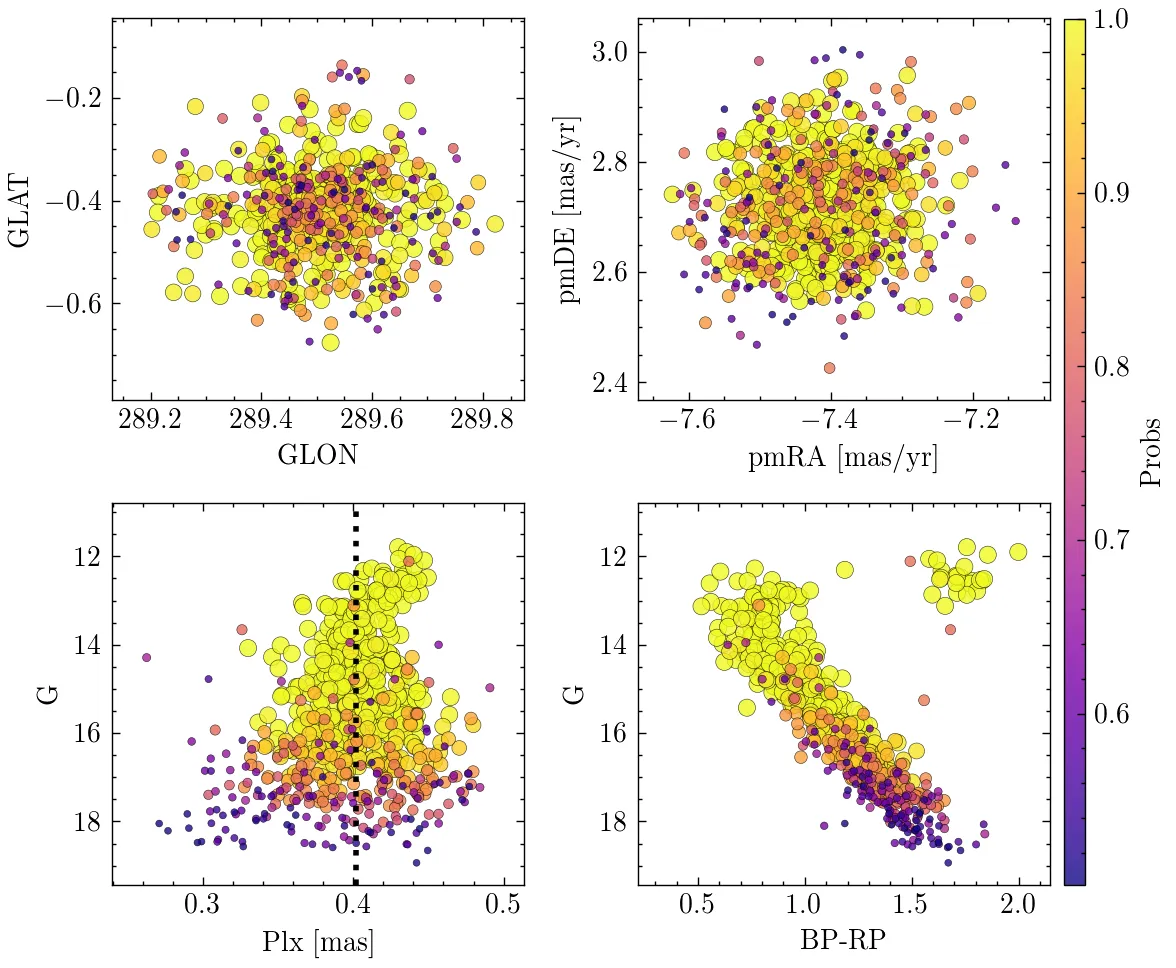 −0.2
−0.4
−0.6
GLAT
289.2 289.4 289.6 289.8
GLON
3.0
2.8
2.6
2.4
pmDE [mas/yr]
−7.6 −7.4 −7.2
pmRA [mas/yr]
1.0
0.9
0.8
0.7
0.6
Probs
12
14
16
18
G
0.3 0.4 0.5
Plx [mas]
12
14
16
18
G
0.5 1.0 1.5 2.0
BP-RP